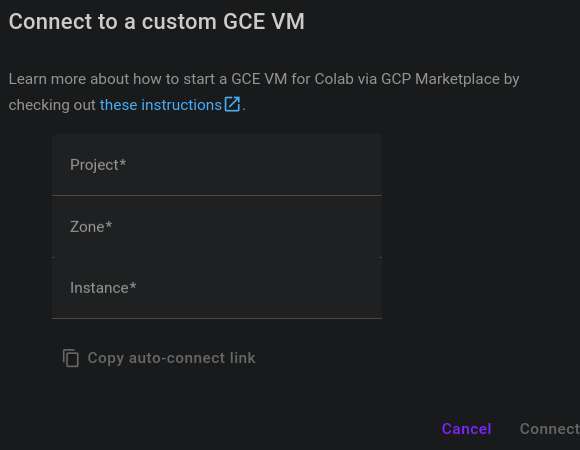 Connect to a custom GCE VM
Learn more about how to start a GCE VM for Colab via GCP Marketplace by
checking out these instructions.
Project*
Zone*
Instance*
Copy auto-connect link
Cancel Connect